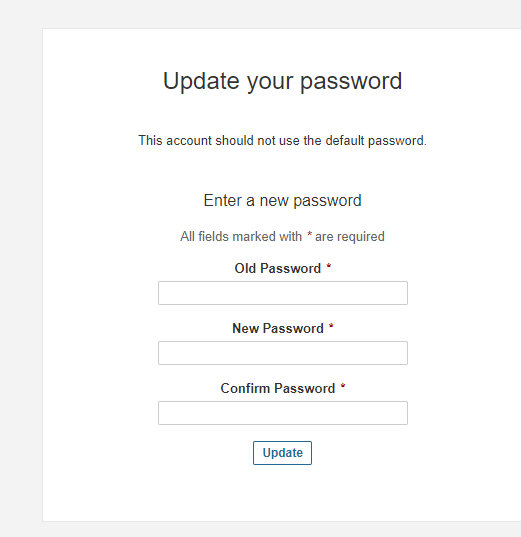 Update your password
This account should not use the default password.
Enter a new password
All fields marked with * are required
Old Password *
New Password *
Confirm Password *
Update